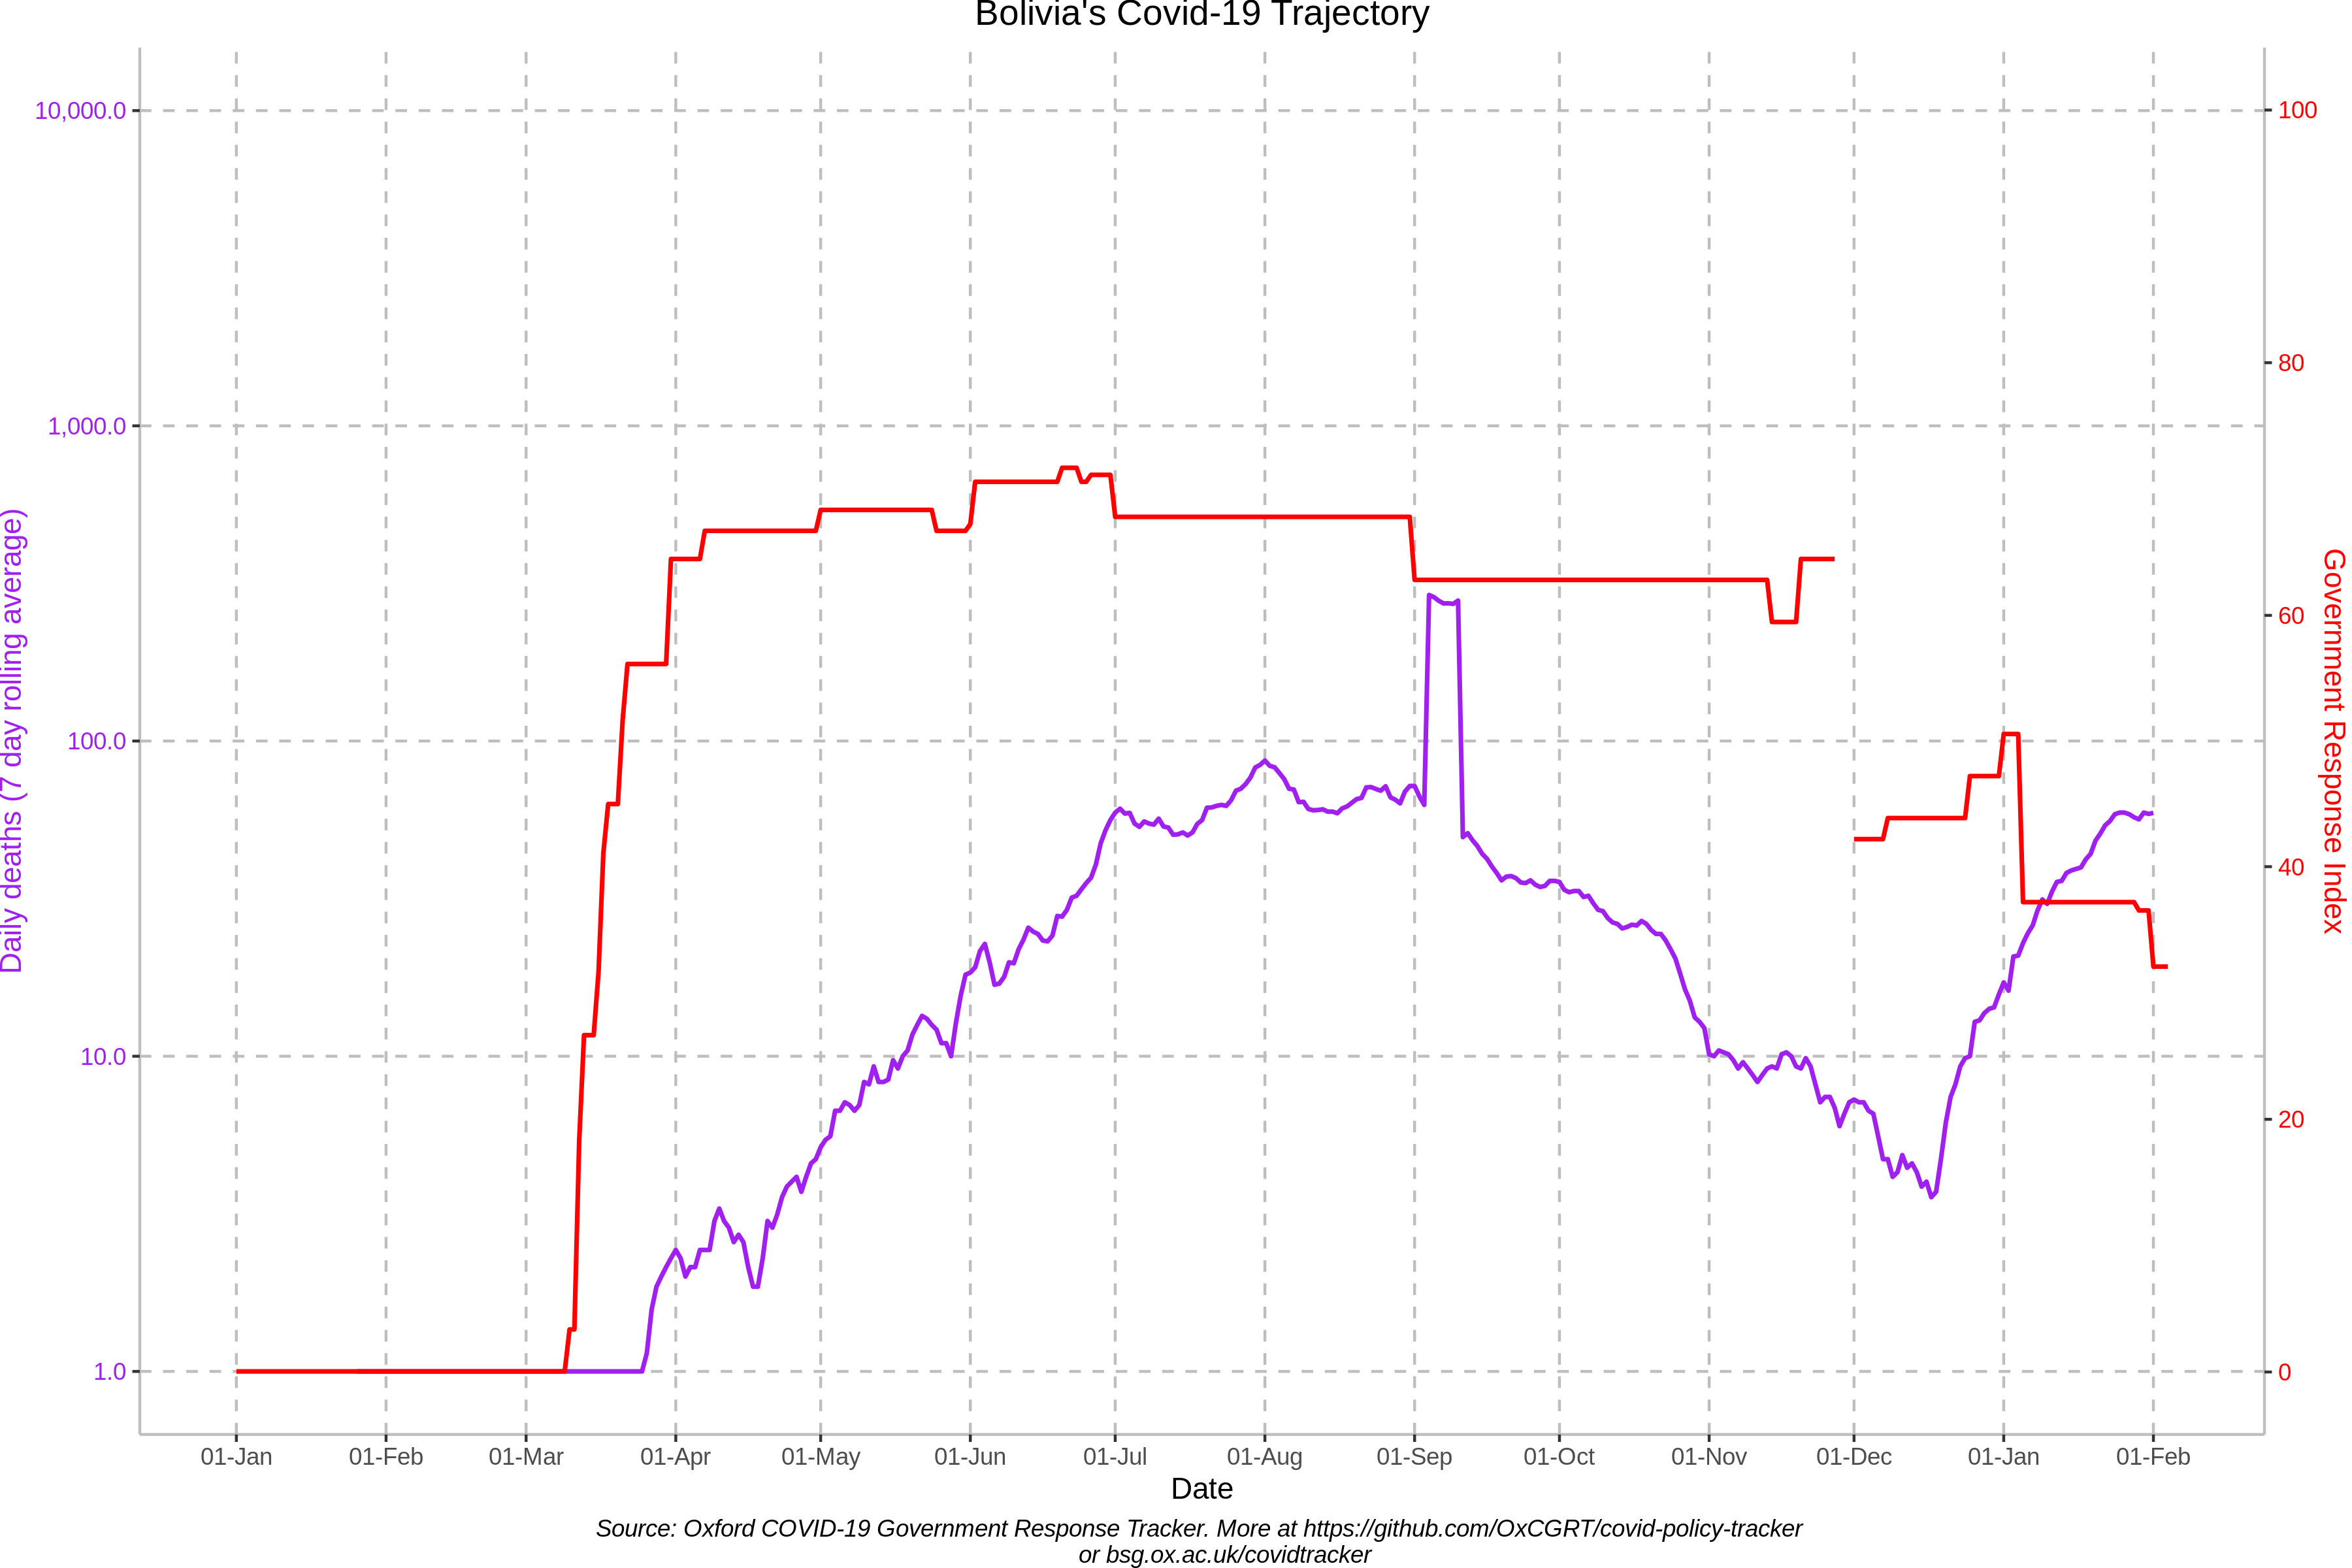 Bolivia's Covid-19 Trajectory
10,000.0
1,000.0
100.0
10.0
1.0
Daily deaths (7 day rolling average)
100
80
60
40
20
0
Government Response Index
01-Jan
01-Feb
01-Mar
01-Apr
01-May
01-Jun
01-Jul
01-Aug
01-Sep
01-Oct
01-Nov
01-Dec
01-Jan
01-Feb
Date
Source: Oxford COVID-19 Government Response Tracker. More at https://github.com/OxCGRT/covid-policy-tracker
or bsg.ox.ac.uk/covidtracker